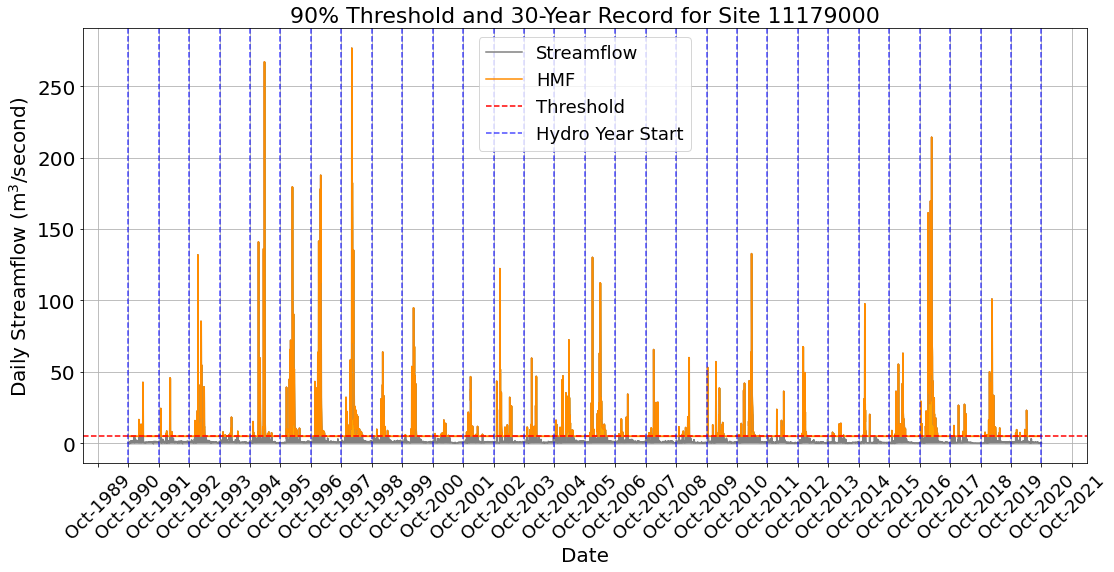 90% Threshold and 30-Year Record for Site 11179000
Streamflow
HMF
Threshold
Hydro Year Start
Daily Streamflow (m³/second)
250
200
150
100
50
0
Oct-1989
Oct-1990
Oct-1991
Oct-1992
Oct-1993
Oct-1994
Oct-1995
Oct-1996
Oct-1997
Oct-1998
Oct-1999
Oct-2000
Oct-2001
Oct-2002
Oct-2003
Oct-2004
Oct-2005
Oct-2006
Oct-2007
Oct-2008
Oct-2009
Oct-2010
Oct-2011
Oct-2012
Oct-2013
Oct-2014
Oct-2015
Oct-2016
Oct-2017
Oct-2018
Oct-2019
Oct-2020
Oct-2021
Date